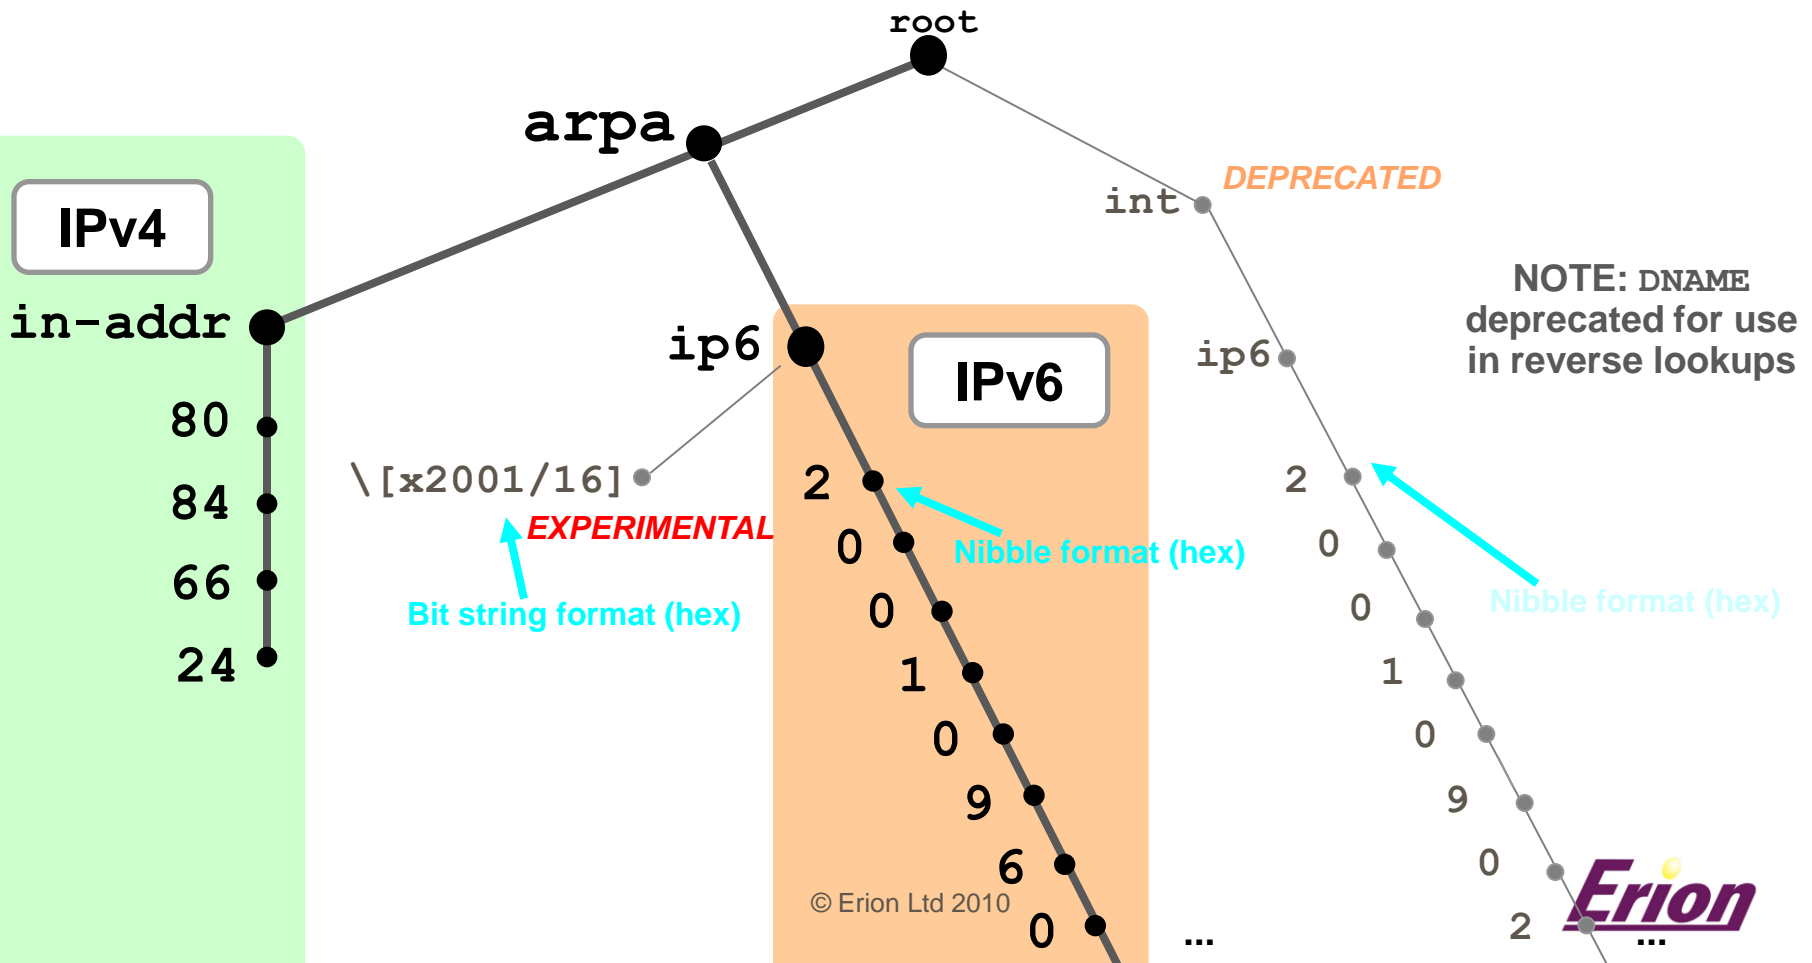 root
arpa
DEPRECATED
int
IPv4
NOTE: DNAME
deprecated for use
in reverse lookups
in-addr
ip6
IPv6
ip6
80
84
66
24
\[x2001/16]
EXPERIMENTAL
Bit string format (hex)
2
0
0
1
0
9
6
0
Nibble format (hex)
...
2
0
0
1
0
9
0
2
Nibble format (hex)
...
© Erion Ltd 2010
Erion